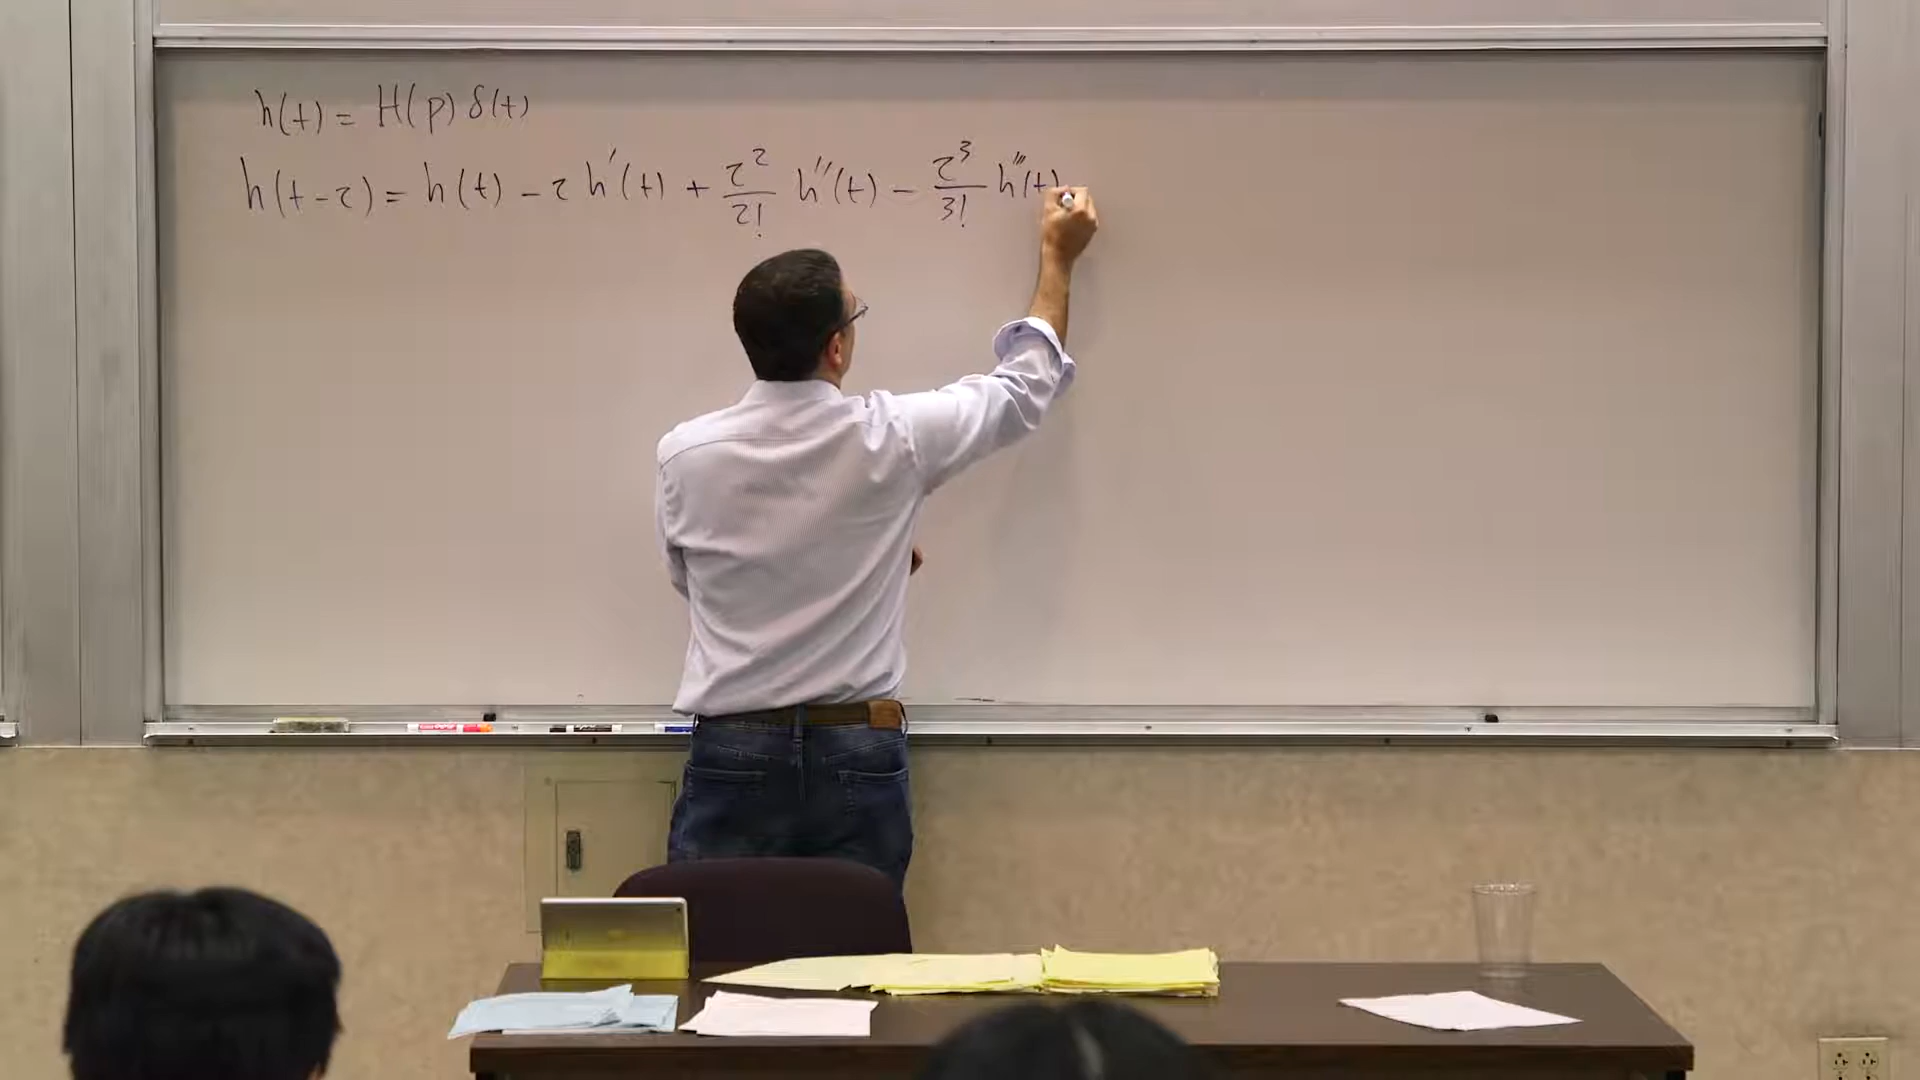 h(t) = H(p) δ(t)
h(t-τ) = h(t) - τ h'(t) + τ²/2! h''(t) - τ³/3! h'''(t)